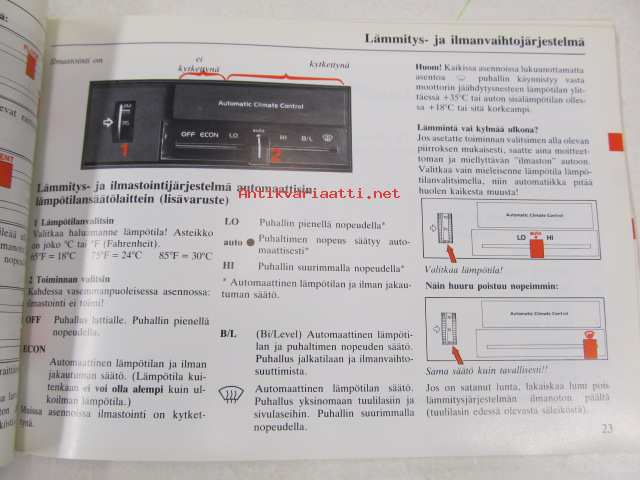 Lämmitys- ja ilmanvaihtojärjestelmä
Ilmastointi on
ei
kytkettynä
kytkettynä
Automatic Climate Control
OFF ECON LO auto HI B/L
1
2
Lämmitys- ja ilmastointijärjestelmä automaattisin
lämpötilansäätölaittein (lisävaruste)
Antikvariaatti.net
1 Lämpötilanvalitsin
Valitkaa haluamanne lämpötila! Asteikko
on joko °C tai °F (Fahrenheit).
65°F = 18°C 75°F = 24°C 85°F = 30°C
2 Toiminnan valitsin
Kahdessa vasemmanpuoleisessa asennossa:
ilmastointi ei toimi!
OFF Puhallus lattialle. Puhallin pienellä
nopeudella.
ECON
Automaattinen lämpötilan ja ilman
jakautuman säätö. (Lämpötila kui-
tenkaan ei voi olla alempi kuin ul-
koilman lämpötila.)
Muissa asennoissa ilmastointi on kytket-
tynä.
LO Puhallin pienellä nopeudella*
auto Puhaltimen nopeus säätyy auto-
maattisesti*
HI Puhallin suurimmalla nopeudella*
* Automaattinen lämpötilan ja ilman jakau-
tuman säätö.
B/L (Bi/Level) Automaattinen lämpöti-
lan ja puhaltimen nopeuden säätö.
Puhallus jalkatilaan ja ilmanvaihto-
suuttimista.
Automaattinen lämpötilan säätö.
Puhallus yksinomaan tuulilasiin ja
sivulaseihin. Puhallin suurimmalla
nopeudella.
Huom! Kaikissa asennoissa lukuunottamatta
asentoa puhallin käynnistyy vasta
moottorin jäähdytysnesteen lämpötilan ylit-
täessä +35°C tai auton sisälämpötilan olles-
sa +18°C tai sitä korkeampi.
Lämmintä vai kylmää ulkona?
Jos asetatte toiminnan valitsimen alla olevan
piirroksen mukaisesti, saatte aina moitteet-
toman ja miellyttävän "ilmaston" autoon.
Valitkaa vain mieleisenne lämpötila lämpö-
tilanvalitsimella, niin automatiikka pitää
huolen kaikesta muusta!
Automatic Climate Control
auto
LO HI
Valitkaa lämpötila!
Näin huuru poistuu nopeimmin:
Automatic Climate Control
Sama säätö kuin tavallisesti!!
Jos on satanut lunta, lakaiskaa lumi pois
lämmitysjärjestelmän ilmanoton päältä
(tuulilasin edessä olevasta säleiköstä).
23